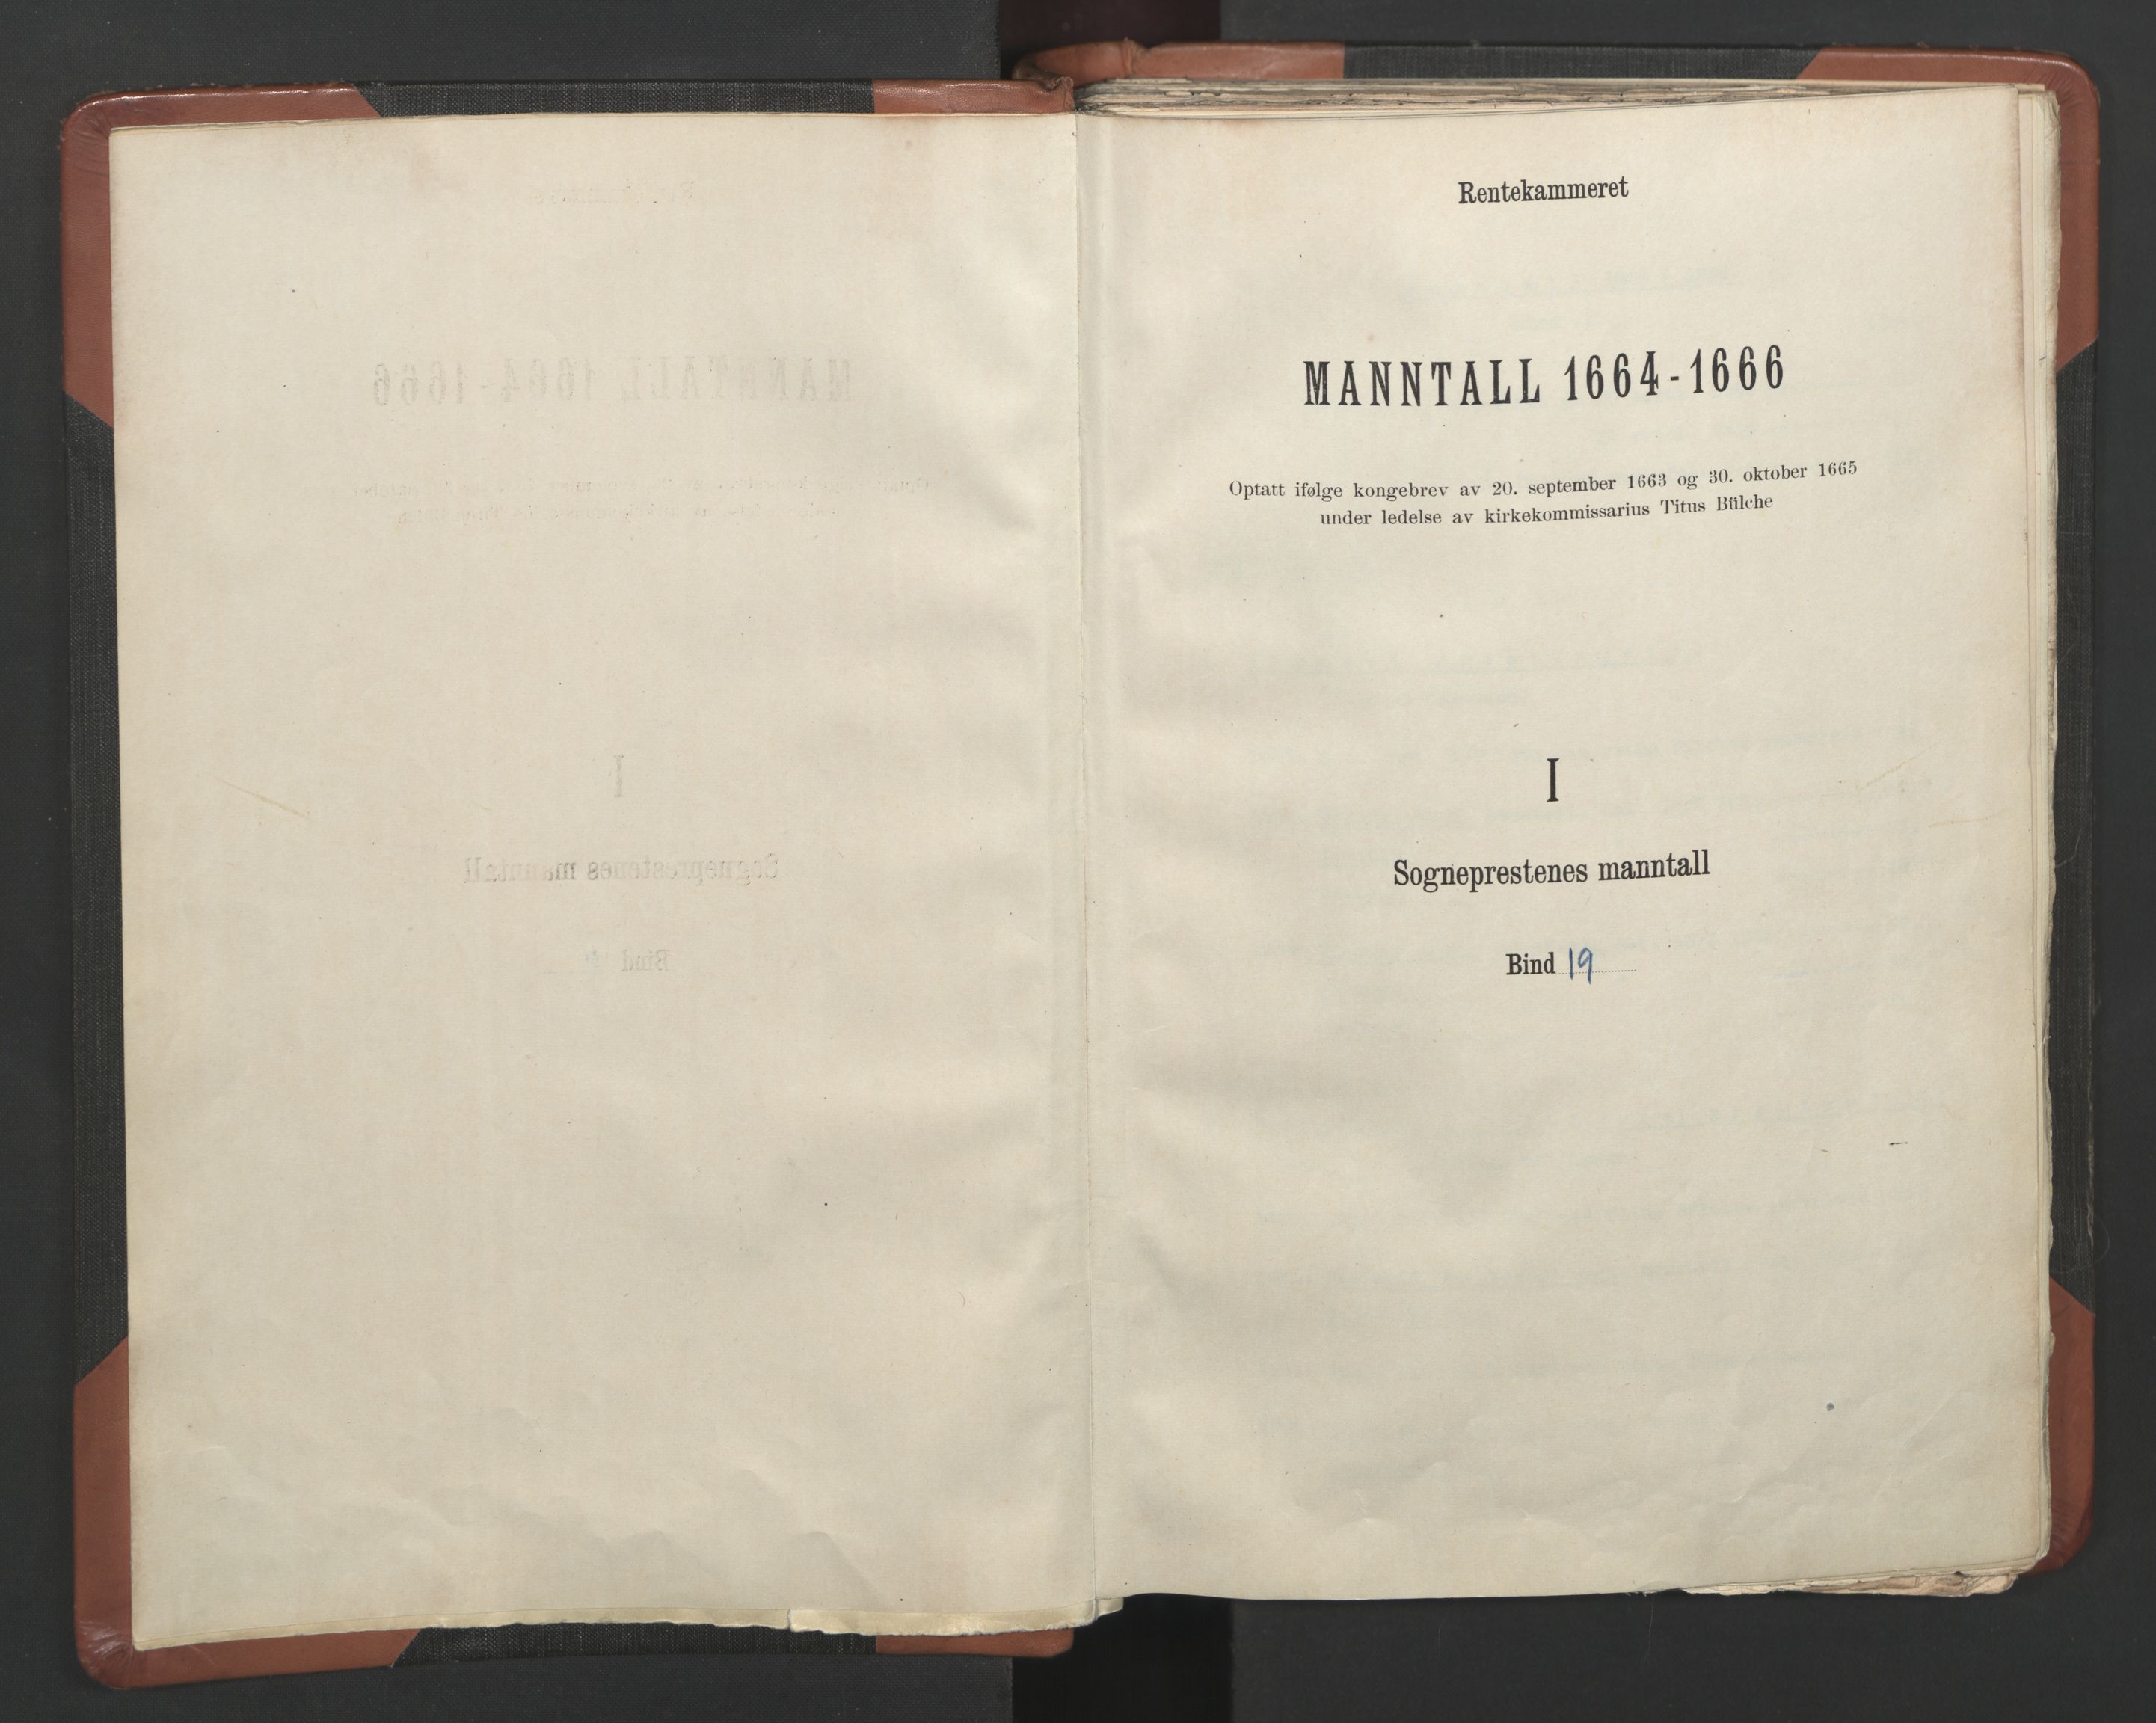 Rentekammeret
MANNTALL 1664-1666
Optatt ifølge kongebrev av 20. september 1663 og 30. oktober 1665
under ledelse av kirkekommissarius Titus Bülche
I
Sogneprestenes manntall
Bind 19